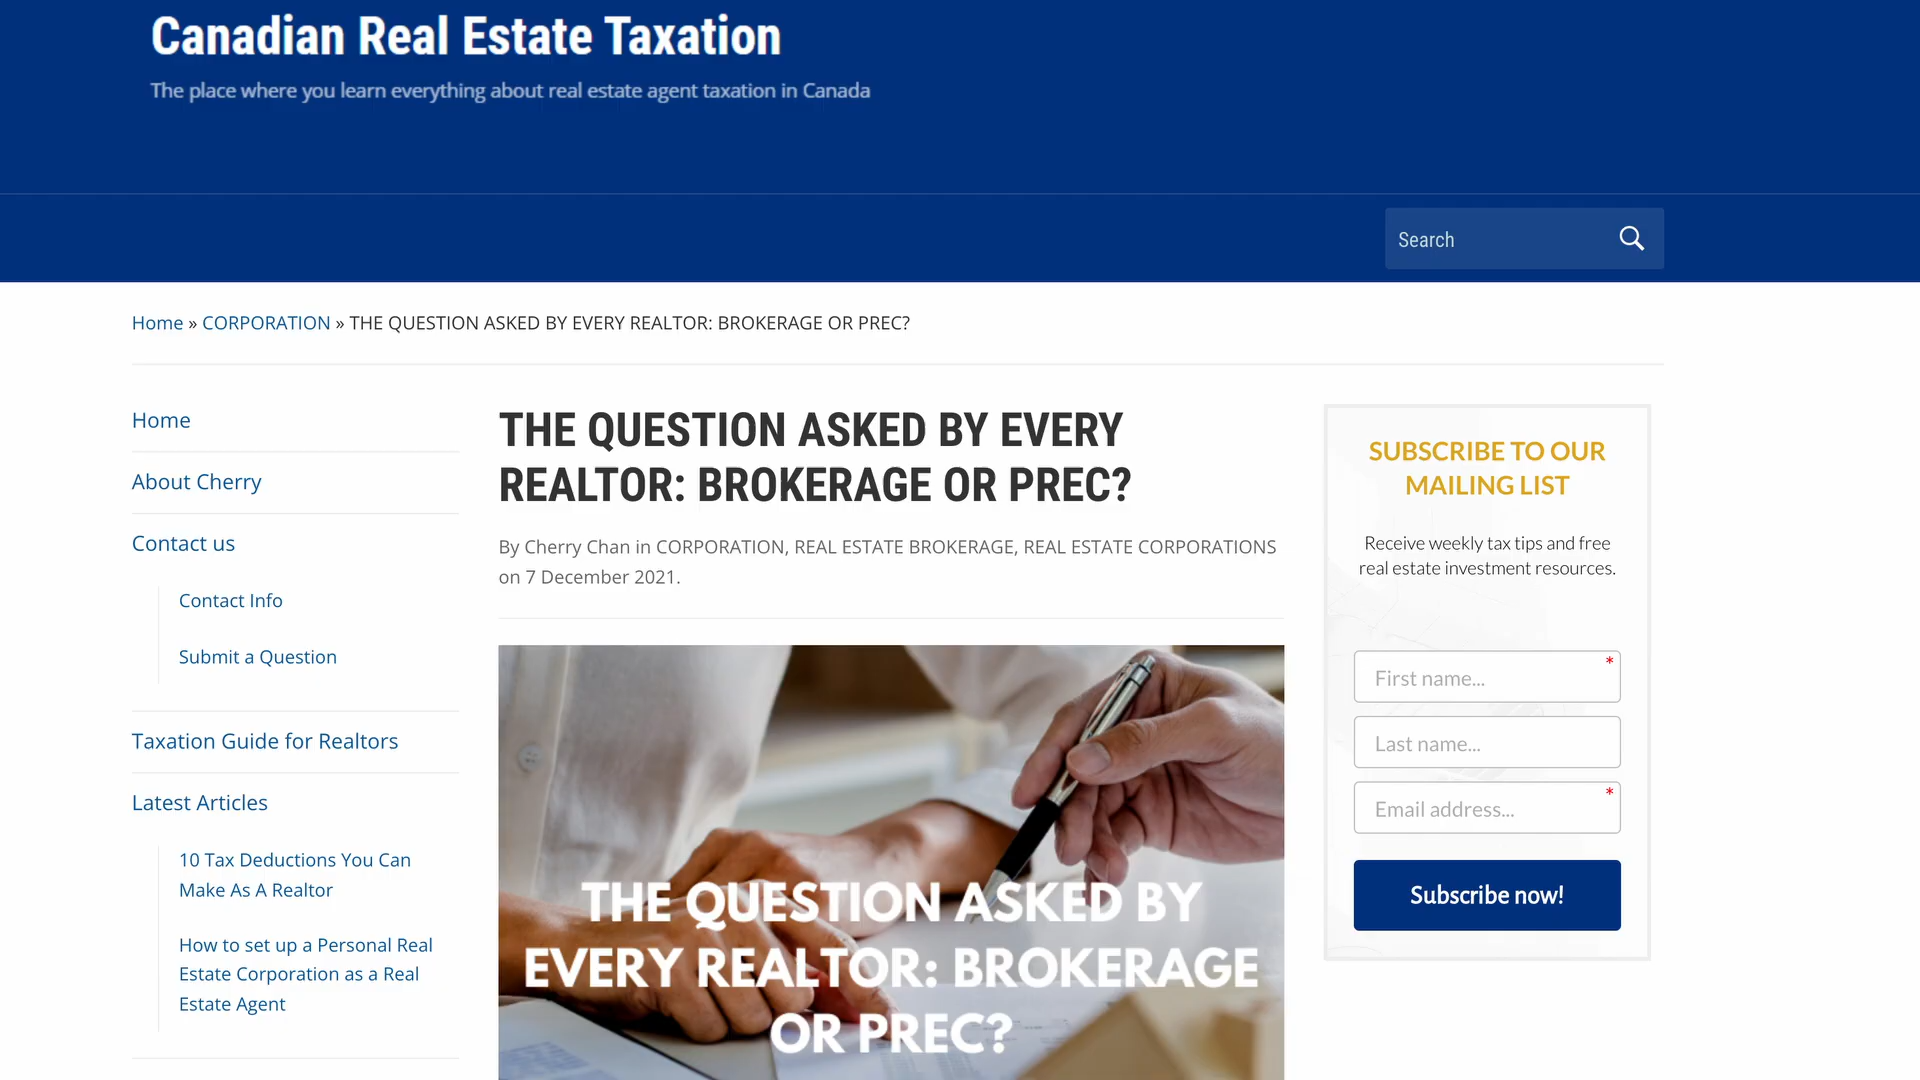 Canadian Real Estate Taxation
The place where you learn everything about real estate agent taxation in Canada
Search
Home » CORPORATION » THE QUESTION ASKED BY EVERY REALTOR: BROKERAGE OR PREC?
Home
About Cherry
Contact us
Contact Info
Submit a Question
Taxation Guide for Realtors
Latest Articles
10 Tax Deductions You Can
Make As A Realtor
How to set up a Personal Real
Estate Corporation as a Real
Estate Agent
THE QUESTION ASKED BY EVERY
REALTOR: BROKERAGE OR PREC?
By Cherry Chan in CORPORATION, REAL ESTATE BROKERAGE, REAL ESTATE CORPORATIONS
on 7 December 2021.
THE QUESTION ASKED BY
EVERY REALTOR: BROKERAGE
OR PREC?
SUBSCRIBE TO OUR
MAILING LIST
Receive weekly tax tips and free
real estate investment resources.
First name... *
Last name...
Email address... *
Subscribe now!